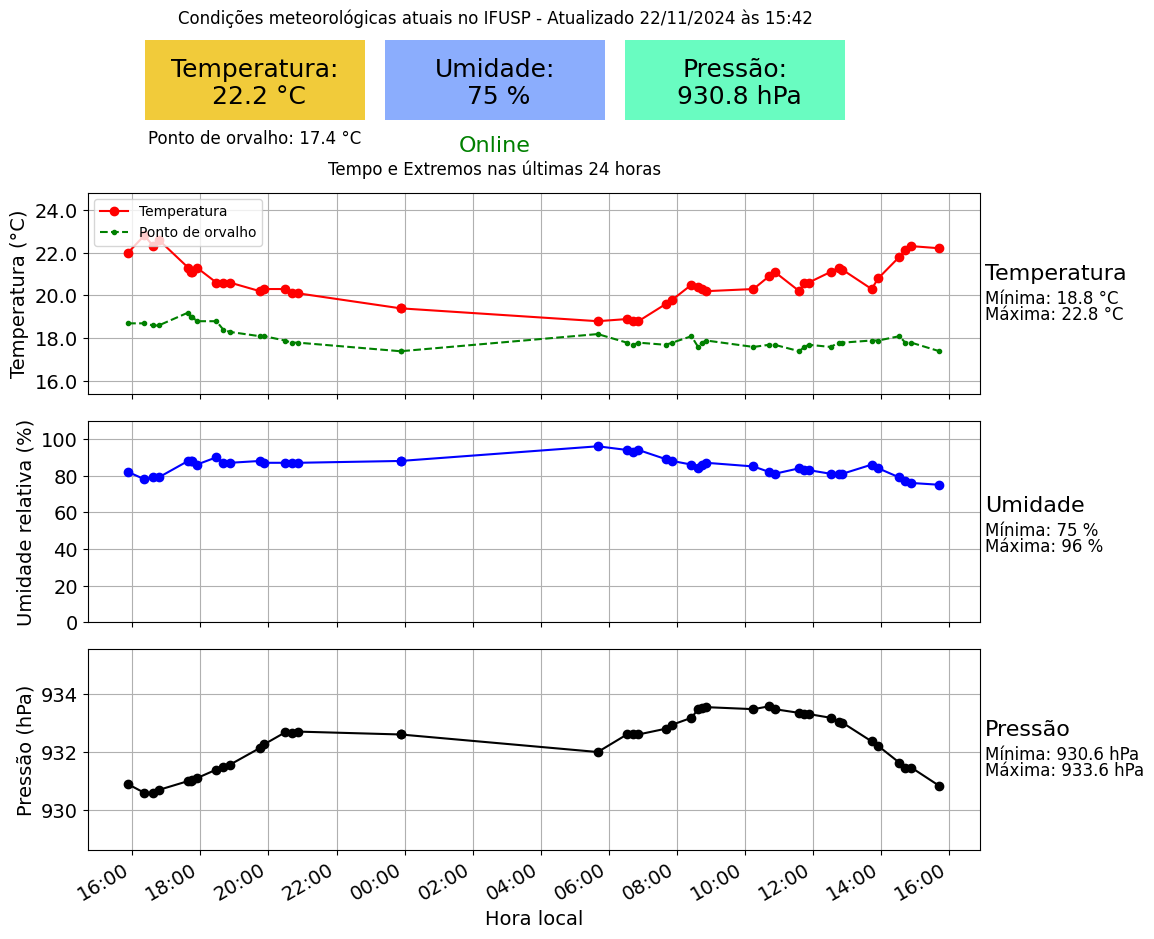 Condições meteorológicas atuais no IFUSP - Atualizado 22/11/2024 às 15:42
Temperatura:
22.2 °C
Umidade:
75 %
Pressão:
930.8 hPa
Ponto de orvalho: 17.4 °C
Online
Tempo e Extremos nas últimas 24 horas
Temperatura (°C)
24.0
22.0
20.0
18.0
16.0
Temperatura
Ponto de orvalho
Temperatura
Mínima: 18.8 °C
Máxima: 22.8 °C
Umidade relativa (%)
100
80
60
40
20
0
Umidade
Mínima: 75 %
Máxima: 96 %
Pressão (hPa)
934
932
930
Pressão
Mínima: 930.6 hPa
Máxima: 933.6 hPa
16:00 18:00 20:00 22:00 00:00 02:00 04:00 06:00 08:00 10:00 12:00 14:00 16:00
Hora local